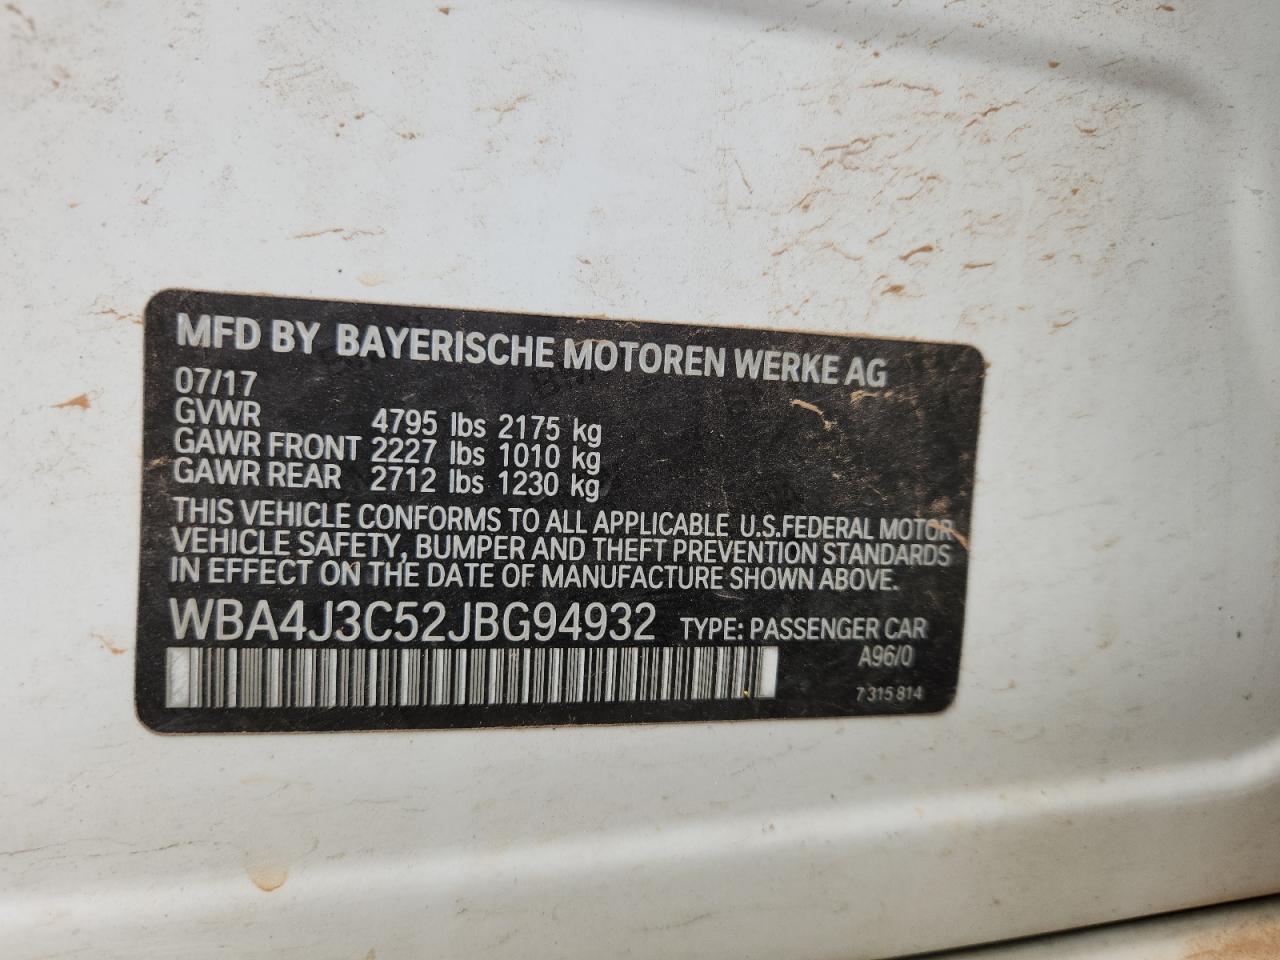 MFD BY BAYERISCHE MOTOREN WERKE AG
07/17
GVWR 4795 lbs 2175 kg
GAWR FRONT 2227 lbs 1010 kg
GAWR REAR 2712 lbs 1230 kg
THIS VEHICLE CONFORMS TO ALL APPLICABLE U.S.FEDERAL MOTOR
VEHICLE SAFETY, BUMPER AND THEFT PREVENTION STANDARDS
IN EFFECT ON THE DATE OF MANUFACTURE SHOWN ABOVE.
WBA4J3C52JBG94932 TYPE: PASSENGER CAR
A96/0
7 315 814